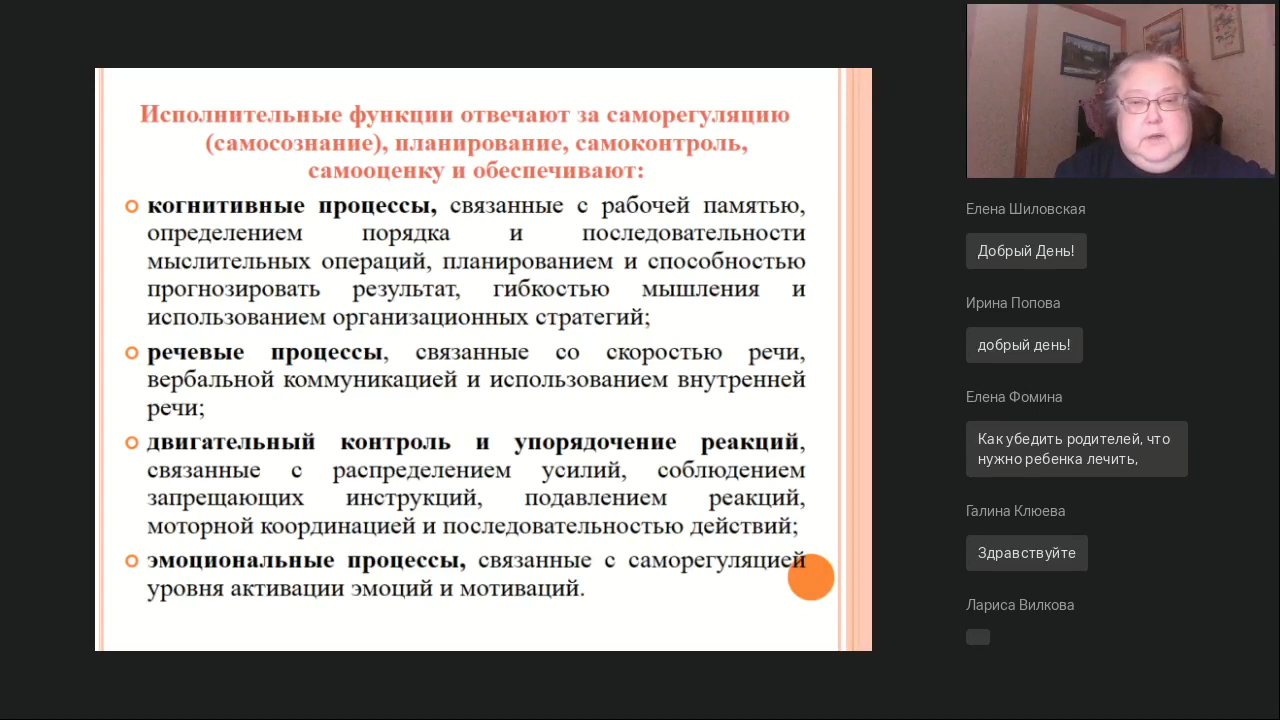 Исполнительные функции отвечают за саморегуляцию
(самосознание), планирование, самоконтроль,
самооценку и обеспечивают:
когнитивные процессы, связанные с рабочей памятью,
определением порядка и последовательности
мыслительных операций, планированием и способностью
прогнозировать результат, гибкостью мышления и
использованием организационных стратегий;
речевые процессы, связанные со скоростью речи,
вербальной коммуникацией и использованием внутренней
речи;
двигательный контроль и упорядочение реакций,
связанные с распределением усилий, соблюдением
запрещающих инструкций, подавлением реакций,
моторной координацией и последовательностью действий;
эмоциональные процессы, связанные с саморегуляцией
уровня активации эмоций и мотиваций.
Елена Шиловская
Добрый День!
Ирина Попова
добрый день!
Елена Фомина
Как убедить родителей, что
нужно ребенка лечить,
Галина Клюева
Здравствуйте
Лариса Вилкова